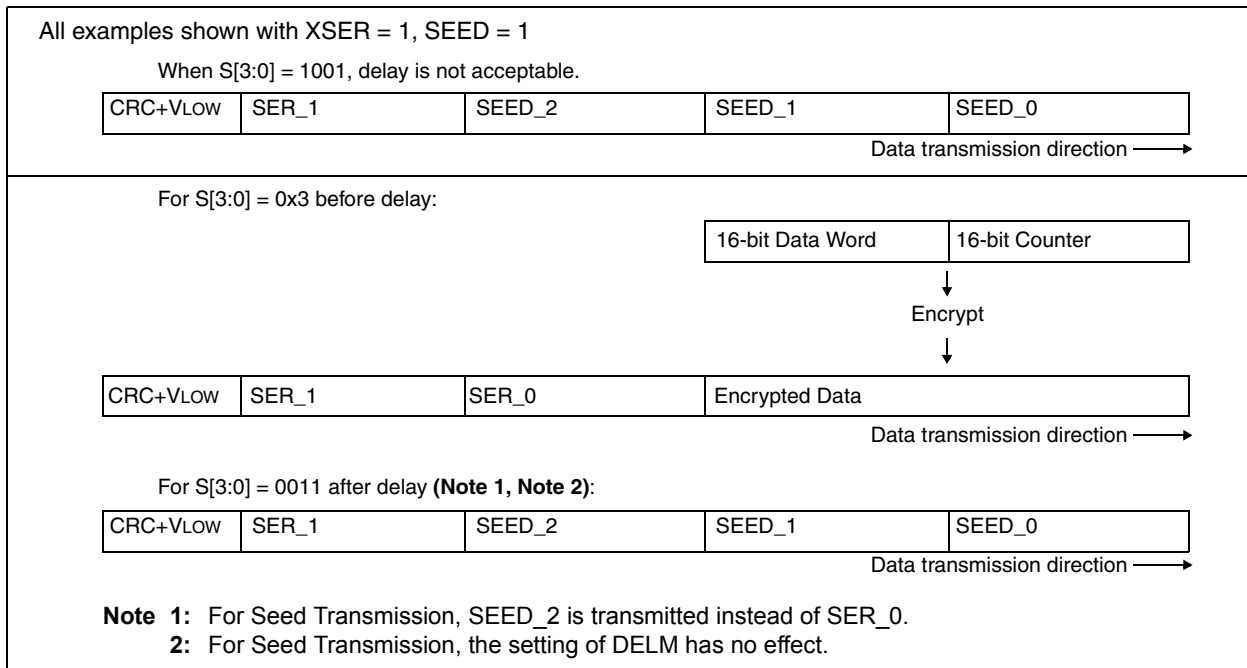 All examples shown with XSER = 1, SEED = 1
When S[3:0] = 1001, delay is not acceptable.
CRC+VLOW SER_1 SEED_2 SEED_1 SEED_0
Data transmission direction
For S[3:0] = 0x3 before delay:
16-bit Data Word 16-bit Counter
Encrypt
CRC+VLOW SER_1 SER_0 Encrypted Data
Data transmission direction
For S[3:0] = 0011 after delay (Note 1, Note 2):
CRC+VLOW SER_1 SEED_2 SEED_1 SEED_0
Data transmission direction
Note 1: For Seed Transmission, SEED_2 is transmitted instead of SER_0.
2: For Seed Transmission, the setting of DELM has no effect.